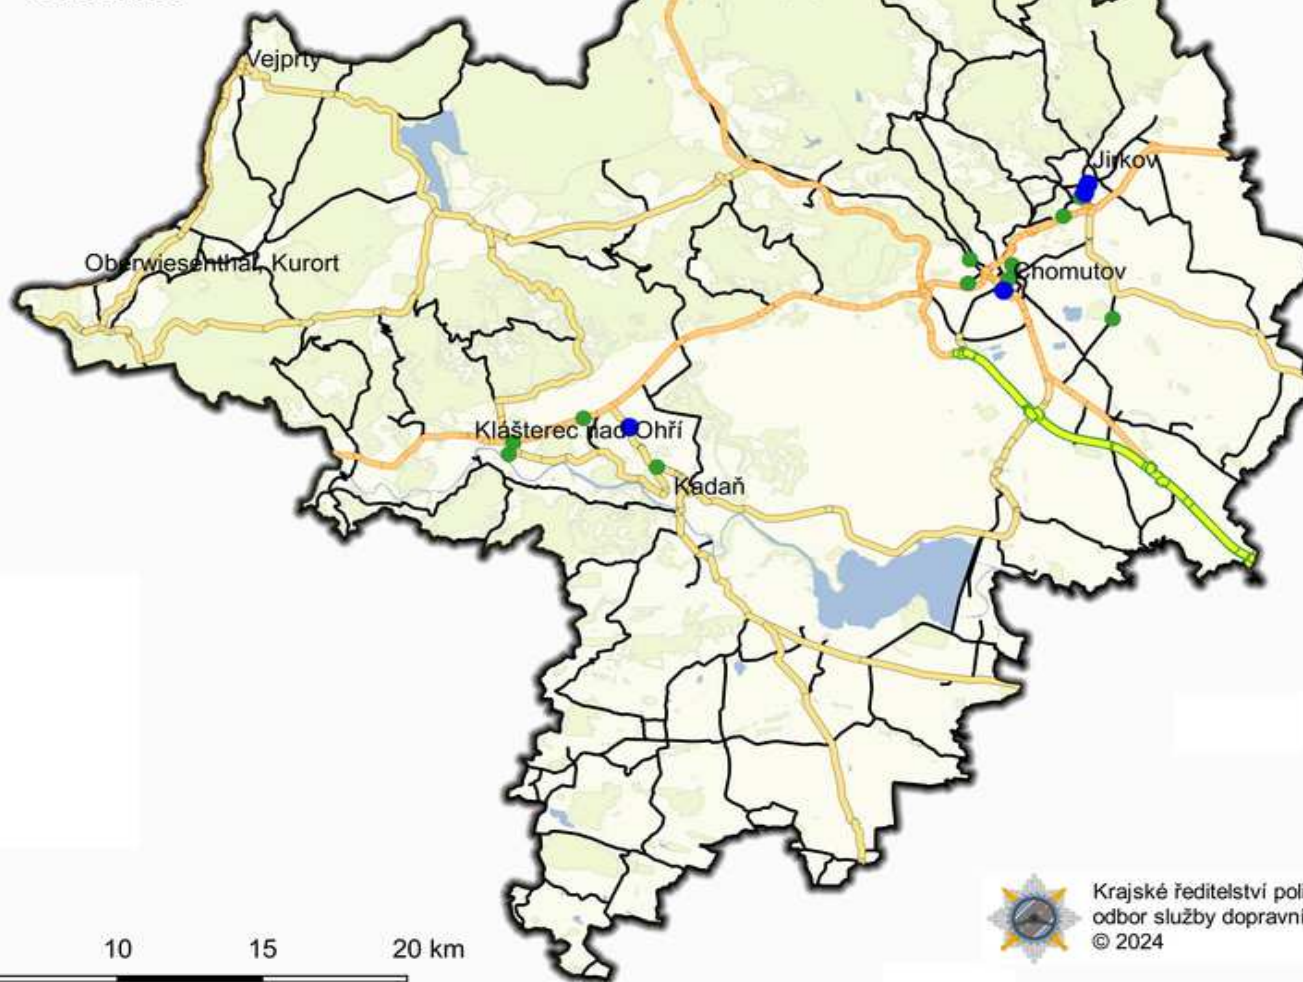 Vejprty
Jirkov
Oberwiesenthal, Kurort
Chomutov
Klášterec nad Ohří
Kadaň
10 15 20 km
Krajské ředitelství
odbor služby dopravní
© 2024